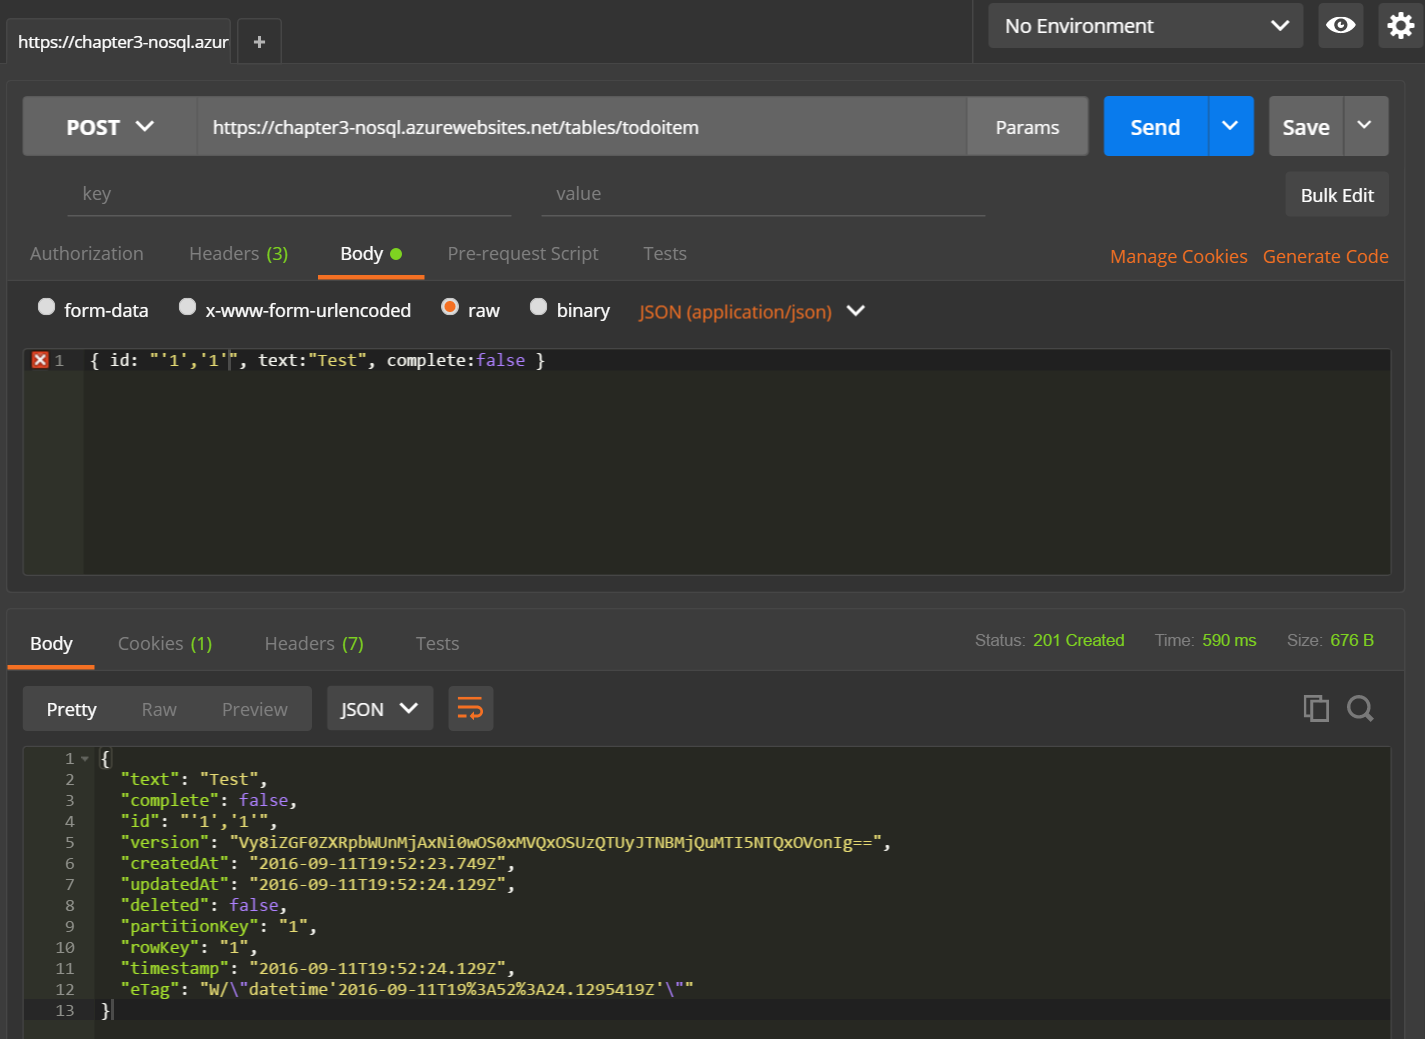 https://chapter3-nosql.azur
+
No Environment
POST
https://chapter3-nosql.azurewebsites.net/tables/todoitem
Params
Send
Save
key
value
Bulk Edit
Authorization
Headers (3)
Body
Pre-request Script
Tests
Manage Cookies
Generate Code
form-data
x-www-form-urlencoded
raw
binary
JSON (application/json)
1 { id: "'1','1'", text:"Test", complete:false }
Body
Cookies (1)
Headers (7)
Tests
Status: 201 Created
Time: 590 ms
Size: 676 B
Pretty
Raw
Preview
JSON
1 {
2 "text": "Test",
3 "complete": false,
4 "id": "'1','1'",
5 "version": "Vy8iZGF0ZXRpbWUnMjAxNi0wOS0xMVQxOSUzQTUyJTNBMjQuMTI5NTQxOVonIg==",
6 "createdAt": "2016-09-11T19:52:23.749Z",
7 "updatedAt": "2016-09-11T19:52:24.129Z",
8 "deleted": false,
9 "partitionKey": "1",
10 "rowKey": "1",
11 "timestamp": "2016-09-11T19:52:24.129Z",
12 "eTag": "W/\"datetime'2016-09-11T19%3A52%3A24.1295419Z'\""
13 }